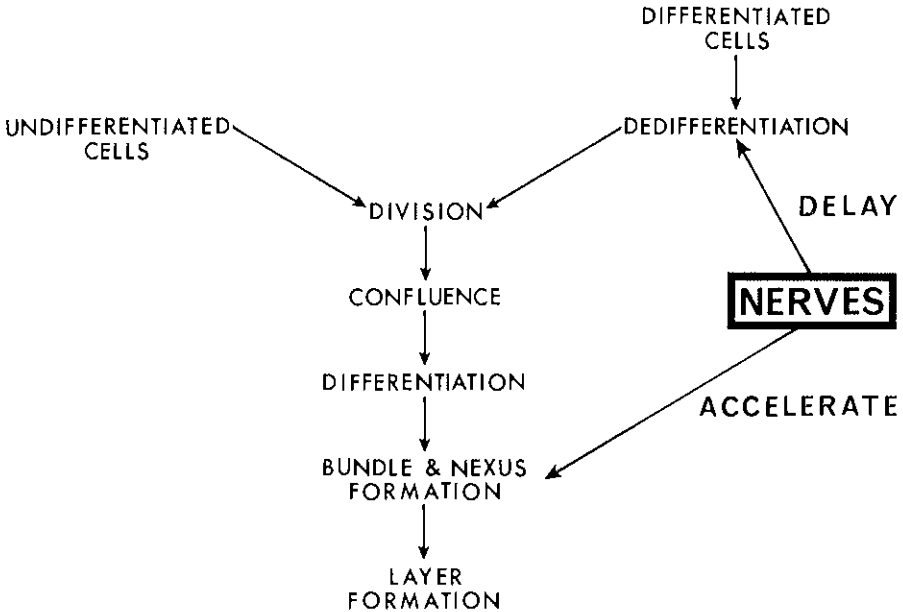 DIFFERENTIATED
CELLS
UNDIFFERENTIATED
CELLS
DEDIFFERENTIATION
DIVISION
DELAY
CONFLUENCE
NERVES
DIFFERENTIATION
ACCELERATE
BUNDLE & NEXUS
FORMATION
LAYER
FORMATION